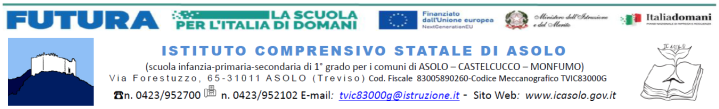 FUTURA LA SCUOLA PER L'ITALIA DI DOMANI Finanziato dall'Unione europea NextGenerationEU Ministero dell'Istruzione e del Merito Italiadomani
ISTITUTO COMPRENSIVO STATALE DI ASOLO
(scuola infanzia-primaria-secondaria di 1° grado per i comuni di ASOLO – CASTELCUCCO - MONFUMO)
Via Forestuzzo, 65-31011 ASOLO (Treviso) Cod. Fiscale 83005890260-Codice Meccanografico TVIC83000G
☎n. 0423/952700 n. 0423/952102 E-mail: tvic83000g@istruzione.it - Sito Web: www.icasolo.gov.it